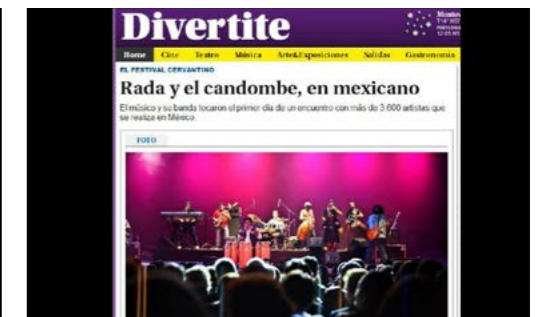 Divertite
Home Cine Teatro Música Arte&Exposiciones Salidas Gastronomía
EL FESTIVAL CERVANTINO
Rada y el candombe, en mexicano
El músico y su banda tocaron el primer día de un encuentro con más de 3.600 artistas que
se realiza en México.
FOTO